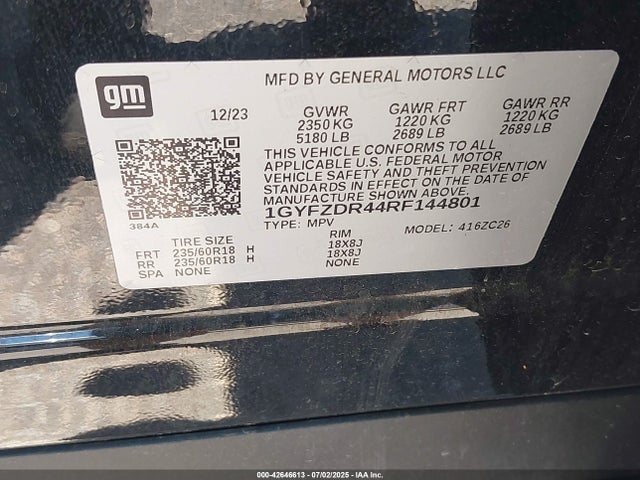 gm
MFD BY GENERAL MOTORS LLC
12/23 GVWR GAWR FRT GAWR RR
2350 KG 1220 KG 1220 KG
5180 LB 2689 LB 2689 LB
THIS VEHICLE CONFORMS TO ALL
APPLICABLE U.S. FEDERAL MOTOR
VEHICLE SAFETY AND THEFT PREVENTION
STANDARDS IN EFFECT ON THE DATE OF
MANUFACTURE SHOWN ABOVE.
1GYFZDR44RF144801
384A TYPE: MPV MODEL: 416ZC26
TIRE SIZE RIM
FRT 235/60R18 H 18X8J
RR 235/60R18 H 18X8J
SPA NONE NONE
000-42646613 - 07/02/2025 - IAA Inc.